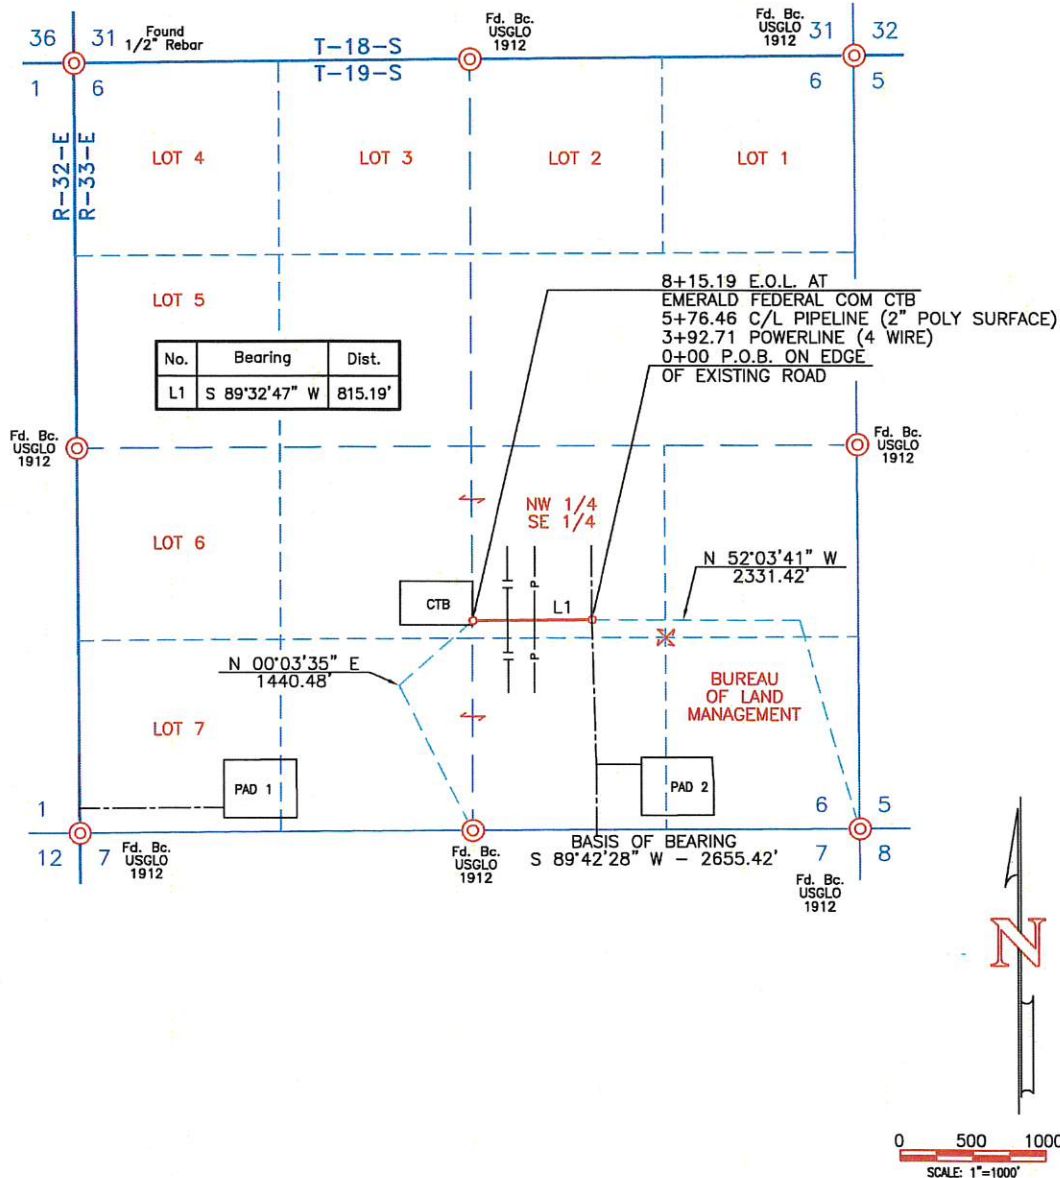 36
31
Found
1/2" Rebar
T-18-S
T-19-S
Fd. Bc.
USGLO
1912
Fd. Bc.
USGLO
1912
31
32
1
6
6
5
R-32-E
R-33-E
LOT 4
LOT 3
LOT 2
LOT 1
LOT 5
8+15.19 E.O.L. AT
EMERALD FEDERAL COM CTB
5+76.46 C/L PIPELINE (2" POLY SURFACE)
3+92.71 POWERLINE (4 WIRE)
0+00 P.O.B. ON EDGE
OF EXISTING ROAD
No. Bearing Dist.
L1 S 89°32'47" W 815.19'
Fd. Bc.
USGLO
1912
Fd. Bc.
USGLO
1912
NW 1/4
SE 1/4
LOT 6
N 52°03'41" W
2331.42'
CTB
L1
P
P
N 00°03'35" E
1440.48'
BUREAU
OF LAND
MANAGEMENT
LOT 7
PAD 1
PAD 2
1
6
5
12
7
Fd. Bc.
USGLO
1912
Fd. Bc.
USGLO
1912
BASIS OF BEARING
S 89°42'28" W - 2655.42'
7
8
Fd. Bc.
USGLO
1912
N
0 500 1000
SCALE: 1"=1000'